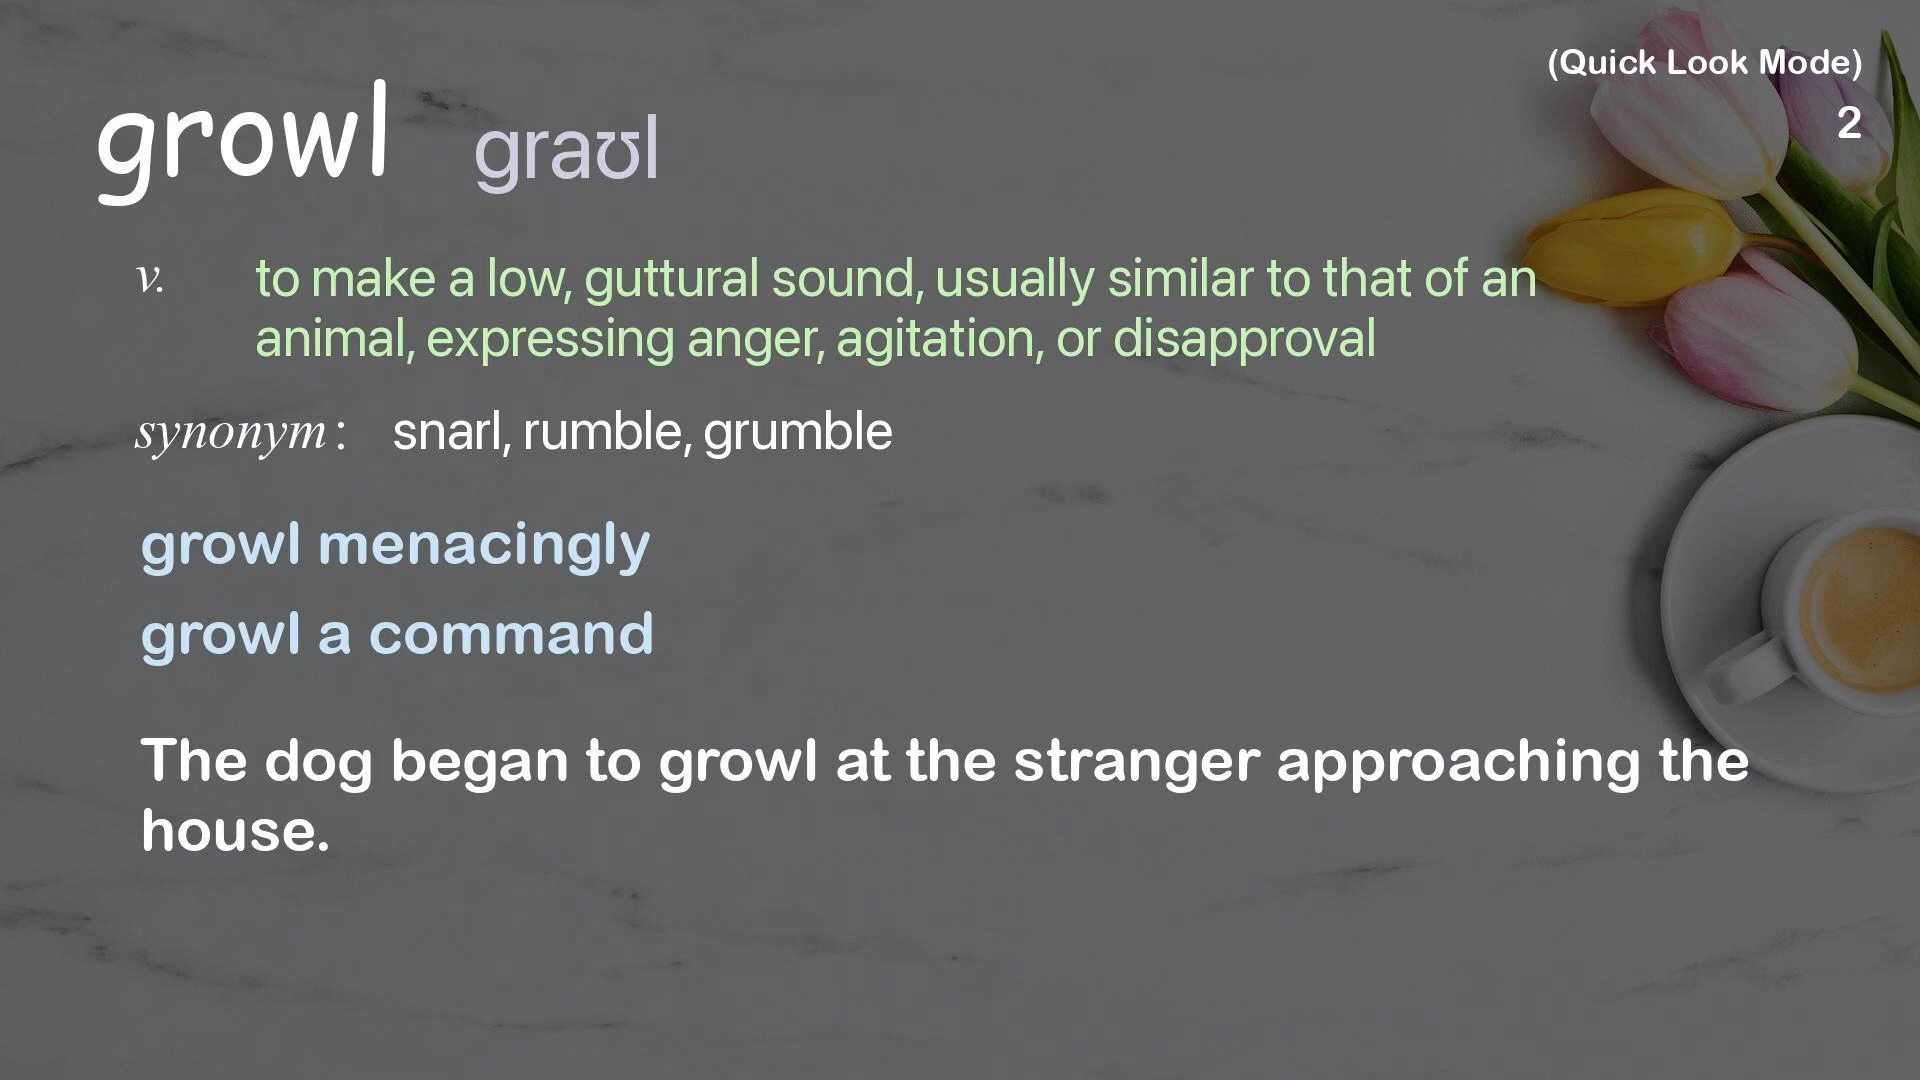 (Quick Look Mode)
2
growl graʊl
v. to make a low, guttural sound, usually similar to that of an
animal, expressing anger, agitation, or disapproval
synonym: snarl, rumble, grumble
growl menacingly
growl a command
The dog began to growl at the stranger approaching the
house.